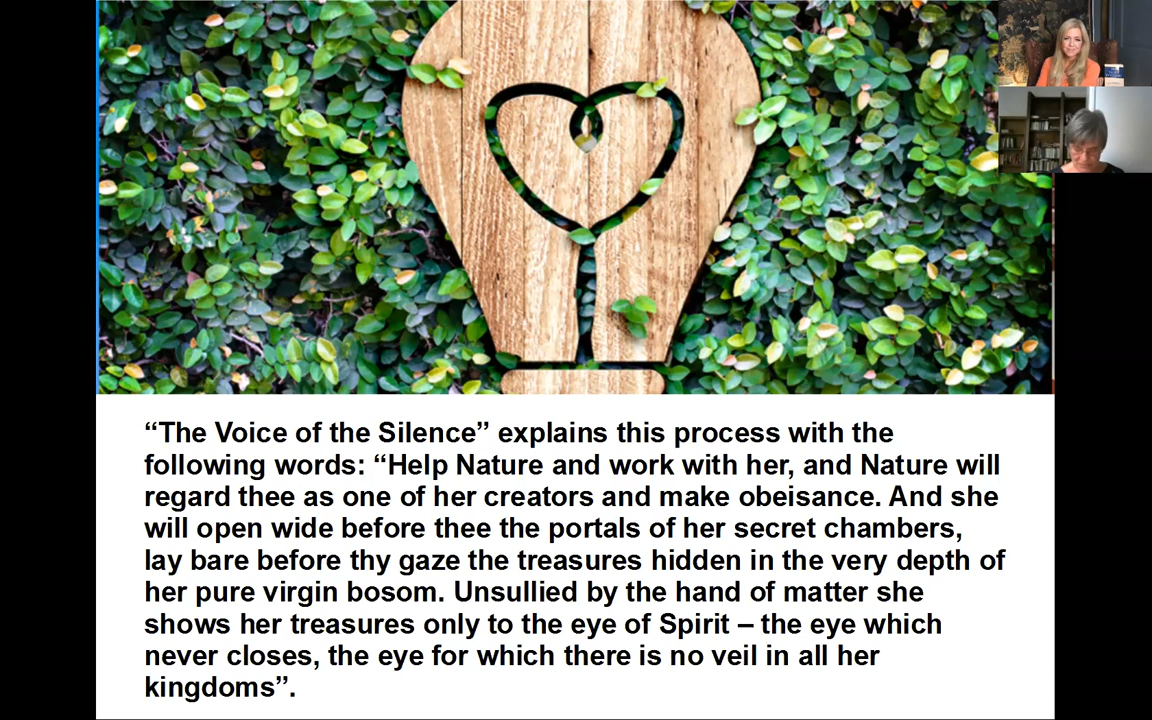 “The Voice of the Silence” explains this process with the
following words: “Help Nature and work with her, and Nature will
regard thee as one of her creators and make obeisance. And she
will open wide before thee the portals of her secret chambers,
lay bare before thy gaze the treasures hidden in the very depth of
her pure virgin bosom. Unsullied by the hand of matter she
shows her treasures only to the eye of Spirit – the eye which
never closes, the eye for which there is no veil in all her
kingdoms”.